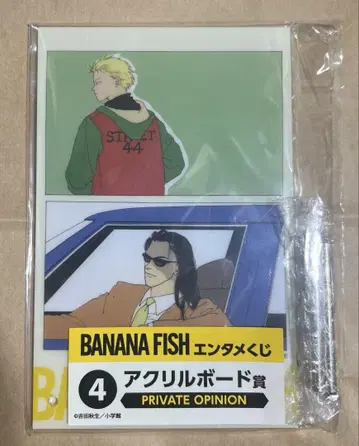 STREET
44
BANANA FISH エンタメくじ
4 アクリルボード賞
PRIVATE OPINION
©吉田秋生/小学館